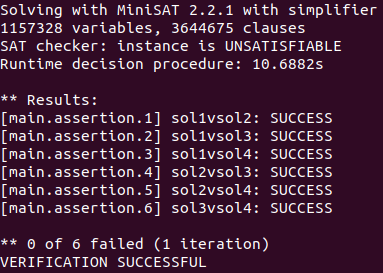 Solving with MiniSAT 2.2.1 with simplifier
1157328 variables, 3644675 clauses
SAT checker: instance is UNSATISFIABLE
Runtime decision procedure: 10.6882s
** Results:
[main.assertion.1] sol1vsol2: SUCCESS
[main.assertion.2] sol1vsol3: SUCCESS
[main.assertion.3] sol1vsol4: SUCCESS
[main.assertion.4] sol2vsol3: SUCCESS
[main.assertion.5] sol2vsol4: SUCCESS
[main.assertion.6] sol3vsol4: SUCCESS
** 0 of 6 failed (1 iteration)
VERIFICATION SUCCESSFUL